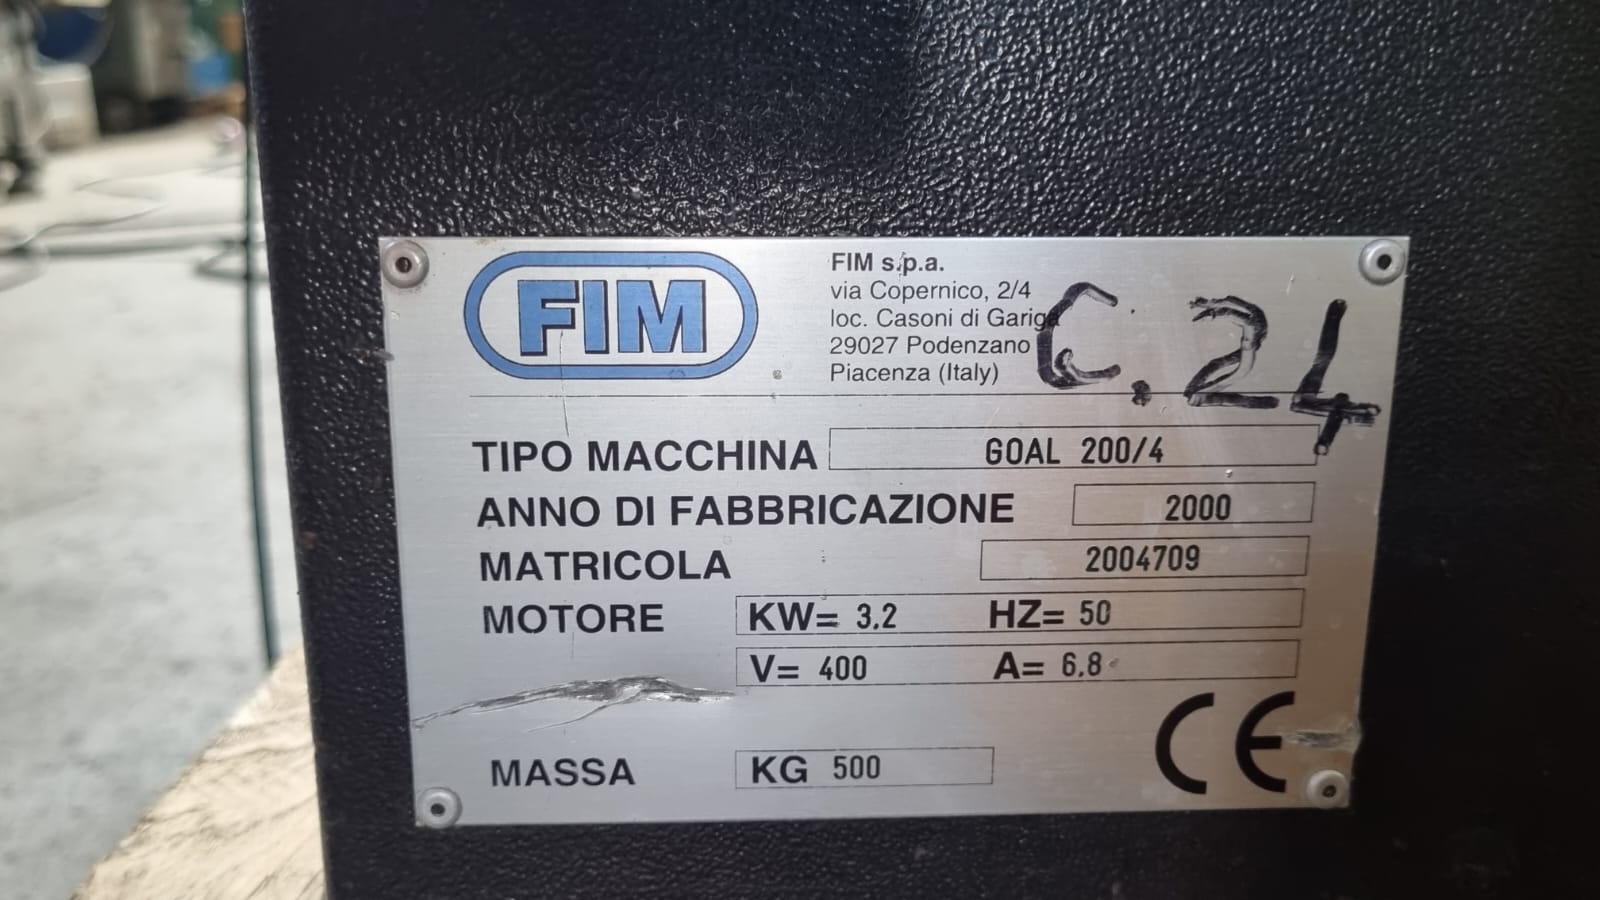 FIM
FIM s.p.a.
via Copernico, 2/4
loc. Casoni di Gariga
29027 Podenzano
Piacenza (Italy)
C.24
TIPO MACCHINA GOAL 200/4
ANNO DI FABBRICAZIONE 2000
MATRICOLA 2004709
MOTORE KW= 3.2 HZ= 50
V= 400 A= 6.8
MASSA KG 500
CE